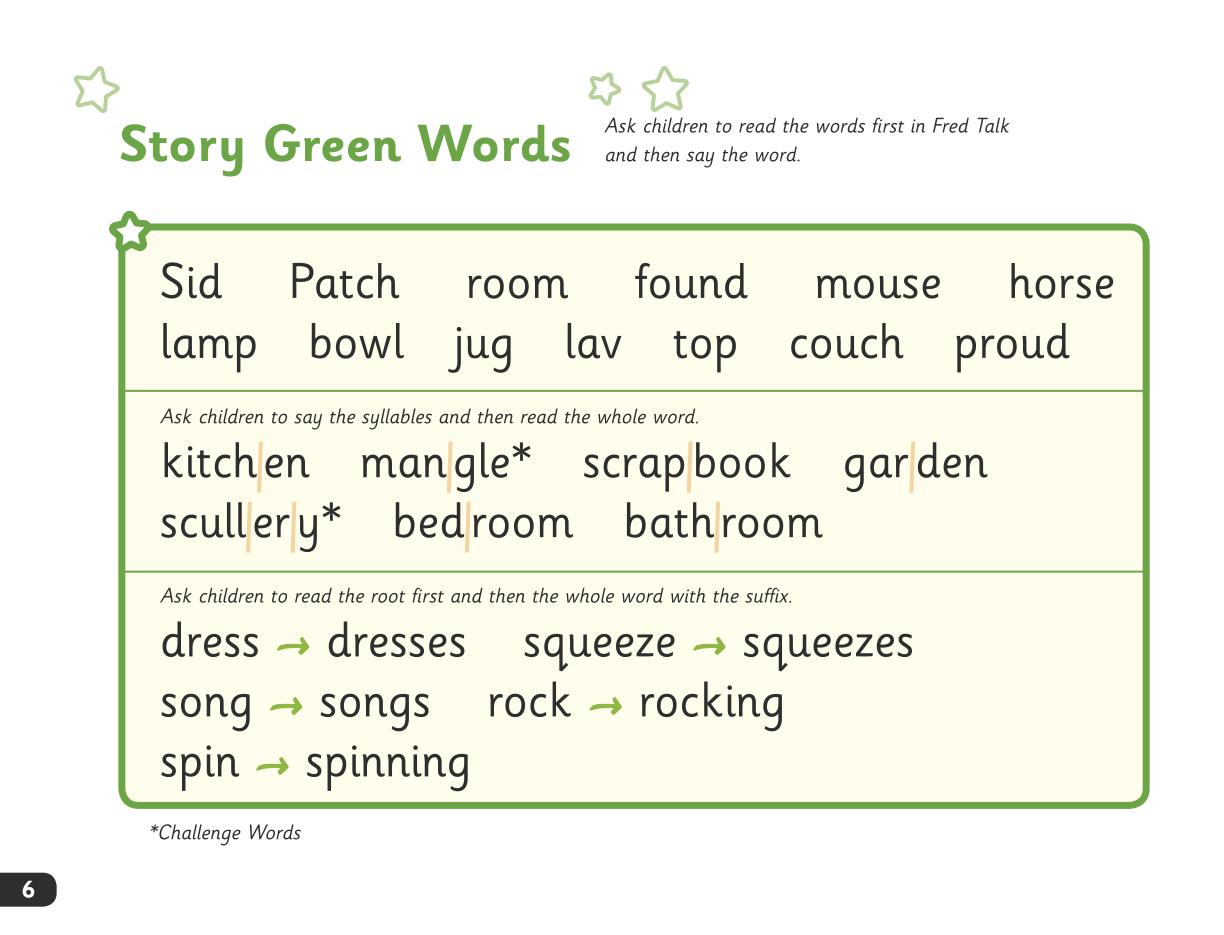 Story Green Words
Ask children to read the words first in Fred Talk
and then say the word.
Sid Patch room found mouse horse
lamp bowl jug lav top couch proud
Ask children to say the syllables and then read the whole word.
kitch|en man|gle* scrap|book gar|den
scull|er|y* bed|room bath|room
Ask children to read the root first and then the whole word with the suffix.
dress → dresses squeeze → squeezes
song → songs rock → rocking
spin → spinning
*Challenge Words
6